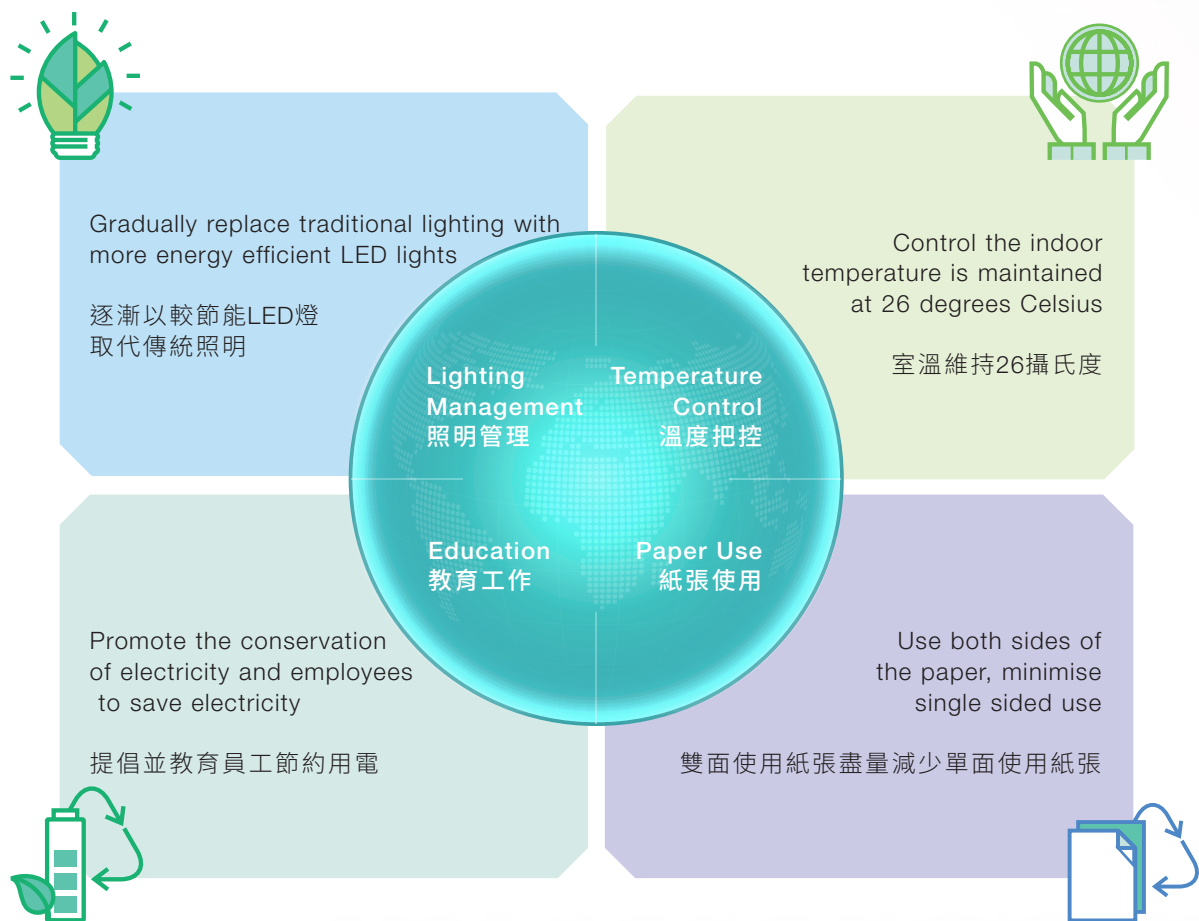 Gradually replace traditional lighting with
more energy efficient LED lights
逐漸以較節能LED燈
取代傳統照明
Control the indoor
temperature is maintained
at 26 degrees Celsius
室溫維持26攝氏度
Lighting
Management
照明管理
Temperature
Control
溫度把控
Education
教育工作
Paper Use
紙張使用
Promote the conservation
of electricity and employees
to save electricity
提倡並教育員工節約用電
Use both sides of
the paper, minimise
single sided use
雙面使用紙張盡量減少單面使用紙張